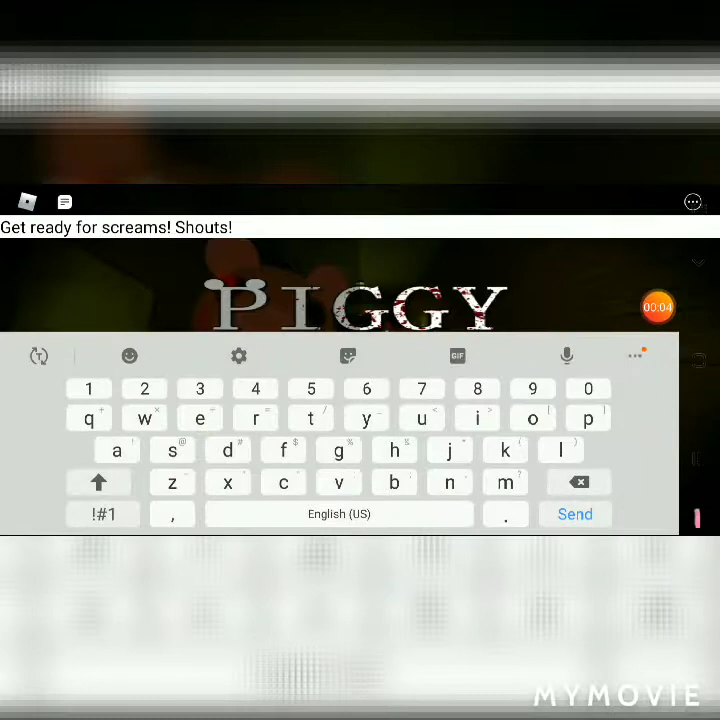 Get ready for screams! Shouts!
PIGGY
00:04
GIF
1 2 3 4 5 6 7 8 9 0
q w e r t y u i o p
a s d f g h j k l
z x c v b n m
!#1 , English (US) . Send
MYMOVIE